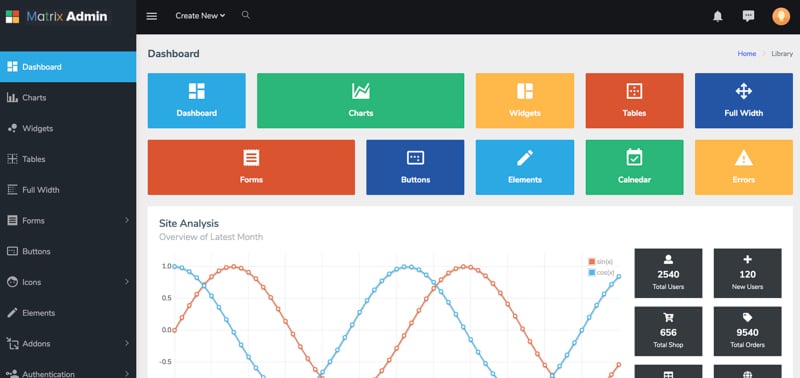 Matrix Admin
Create New
Dashboard
Charts
Widgets
Tables
Full Width
Forms
Buttons
Icons
Elements
Addons
Authentication
Dashboard
Home
Library
Dashboard
Charts
Widgets
Tables
Full Width
Forms
Buttons
Elements
Calnedar
Errors
Site Analysis
Overview of Latest Month
1.0
0.5
0.0
-0.5
sin(x)
cos(x)
2540
Total Users
120
New Users
656
Total Shop
9540
Total Orders